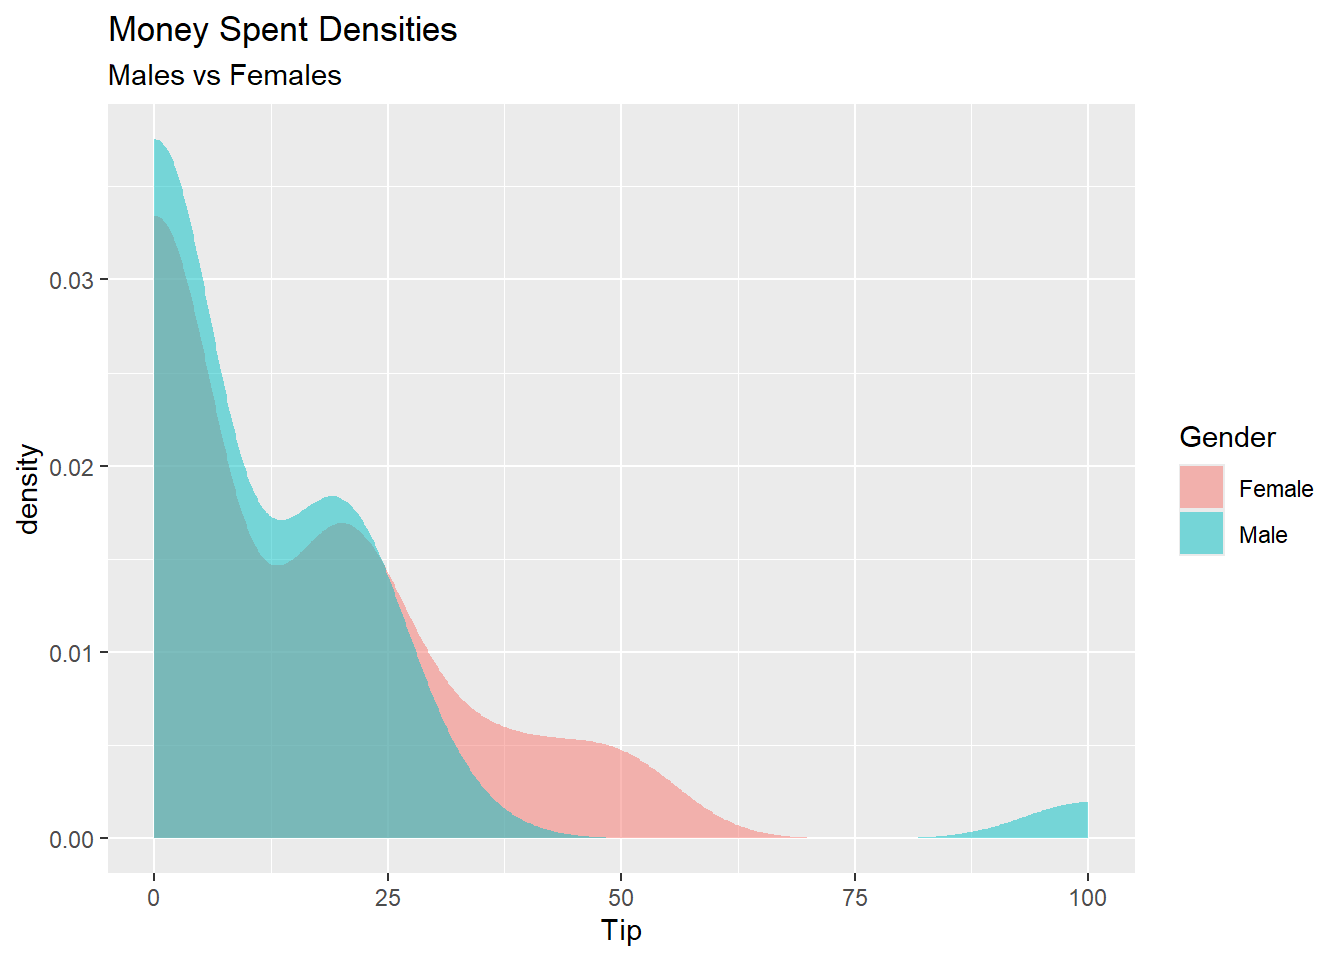 Money Spent Densities
Males vs Females
0.03
0.02
0.01
0.00
density
0 25 50 75 100
Tip
Gender
Female
Male